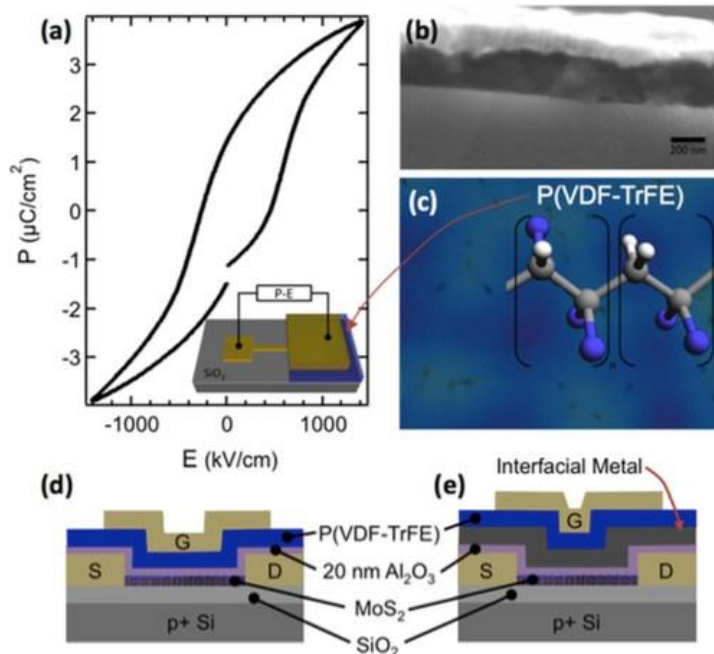 (a)
3
2
1
0
-1
-2
-3
P (µC/cm²)
-1000
0
1000
E (kV/cm)
P-E
SiO₂
(b)
200 nm
(c)
P(VDF-TrFE)
n
(d)
G
S
D
p+ Si
P(VDF-TrFE)
20 nm Al₂O₃
MoS₂
SiO₂
(e)
Interfacial Metal
G
S
D
p+ Si